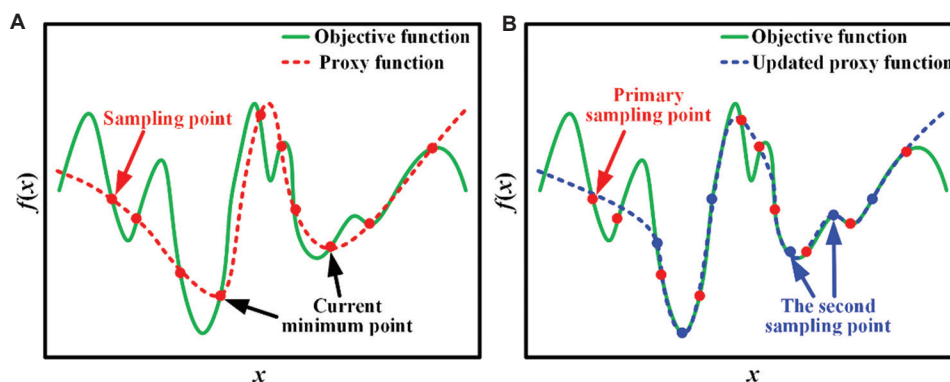 A
Objective function
Proxy function
Sampling point
Current
minimum point
f(x)
x
B
Objective function
Updated proxy function
Primary
sampling point
The second
sampling point
f(x)
x